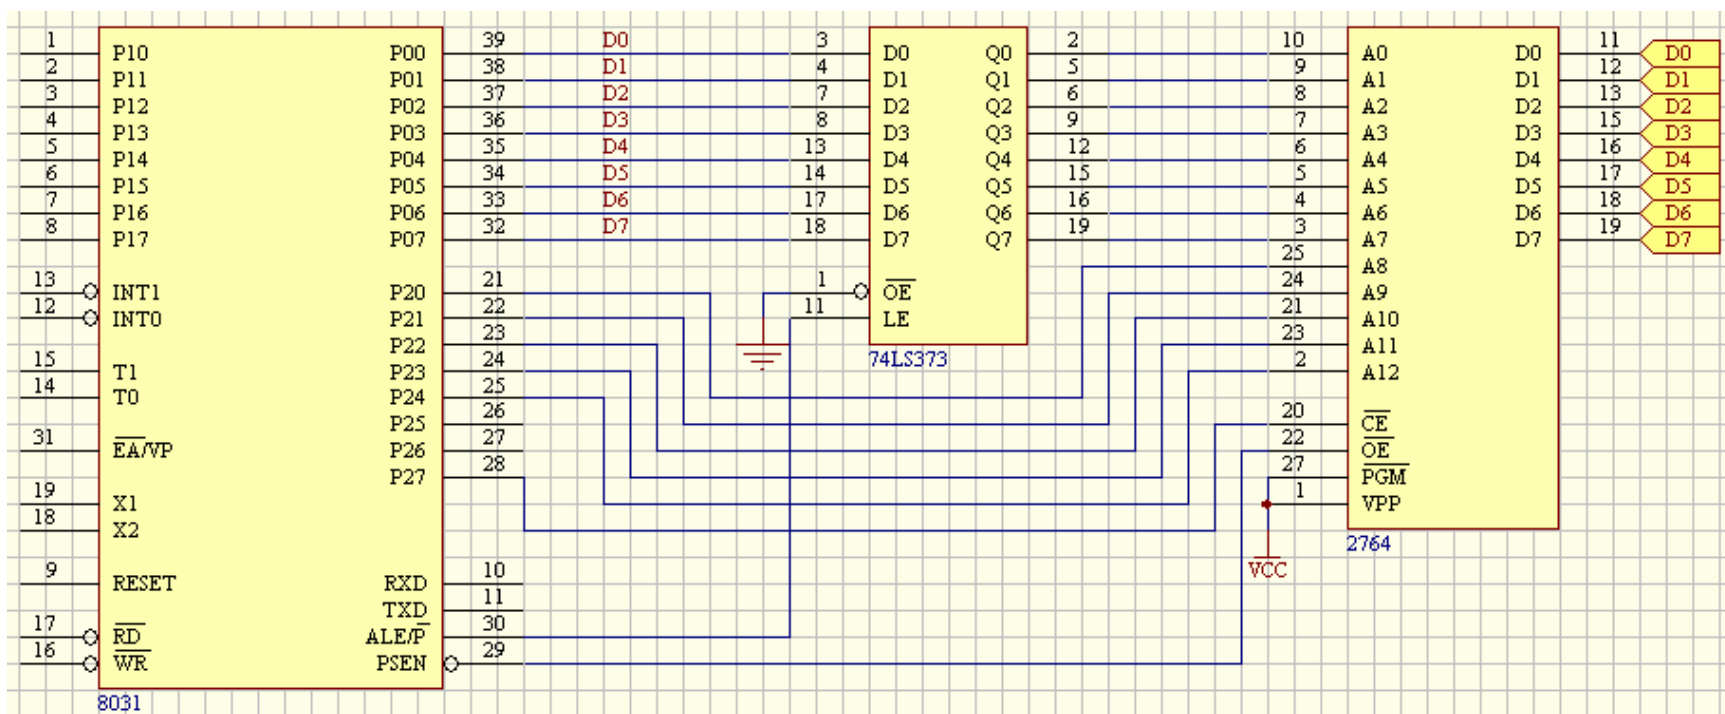 1 P10 P00 39 D0 3 D0 Q0 2 10 A0 D0 11 D0
2 P11 P01 38 D1 4 D1 Q1 5 9 A1 D1 12 D1
3 P12 P02 37 D2 7 D2 Q2 6 8 A2 D2 13 D2
4 P13 P03 36 D3 8 D3 Q3 9 7 A3 D3 15 D3
5 P14 P04 35 D4 13 D4 Q4 12 6 A4 D4 16 D4
6 P15 P05 34 D5 14 D5 Q5 15 5 A5 D5 17 D5
7 P16 P06 33 D6 17 D6 Q6 16 4 A6 D6 18 D6
8 P17 P07 32 D7 18 D7 Q7 19 3 A7 D7 19 D7
25 A8
13 INT1 P20 21 1 OE 24 A9
12 INT0 P21 22 11 LE 21 A10
P22 23 74LS373 23 A11
15 T1 P23 24 2 A12
14 T0 P24 25
P25 26 20 CE
31 EA/VP P26 27 22 OE
P27 28 27 PGM
19 X1 1 VPP
18 X2 2764
VCC
9 RESET RXD 10
TXD 11
17 RD ALE/P 30
16 WR PSEN 29
8031